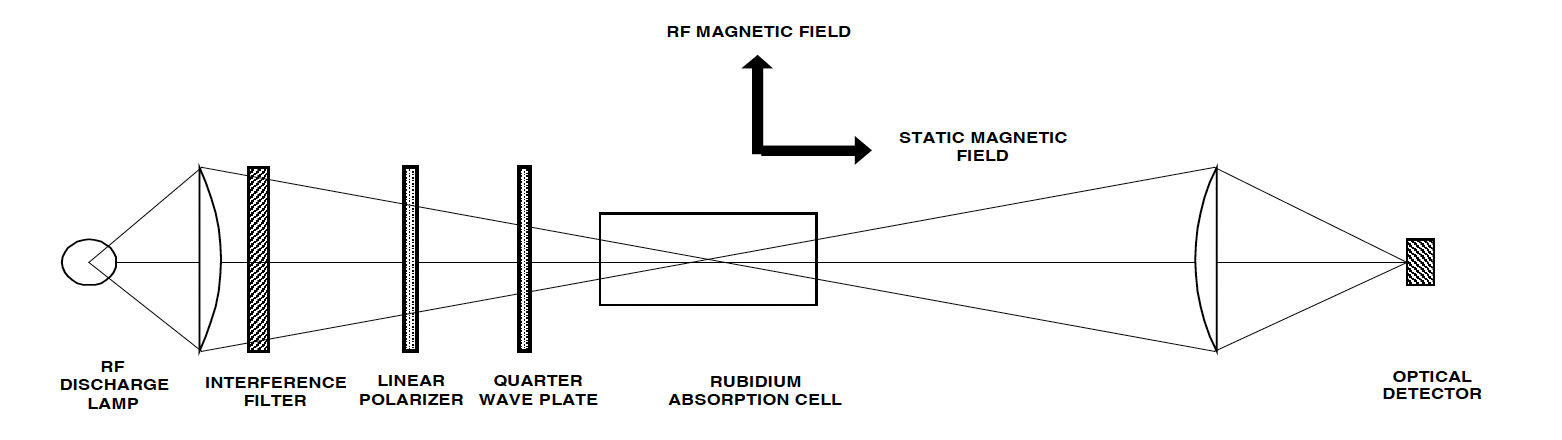 RF MAGNETIC FIELD
STATIC MAGNETIC
FIELD
RF
DISCHARGE
LAMP
INTERFERENCE
FILTER
LINEAR
POLARIZER
QUARTER
WAVE PLATE
RUBIDIUM
ABSORPTION CELL
OPTICAL
DETECTOR